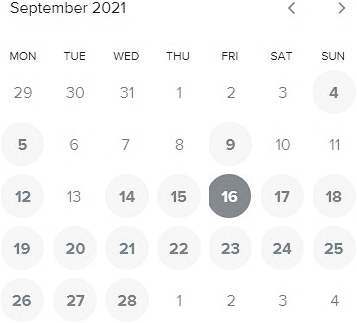 September 2021
MON TUE WED THU FRI SAT SUN
29 30 31 1 2 3 4
5 6 7 8 9 10 11
12 13 14 15 16 17 18
19 20 21 22 23 24 25
26 27 28 1 2 3 4